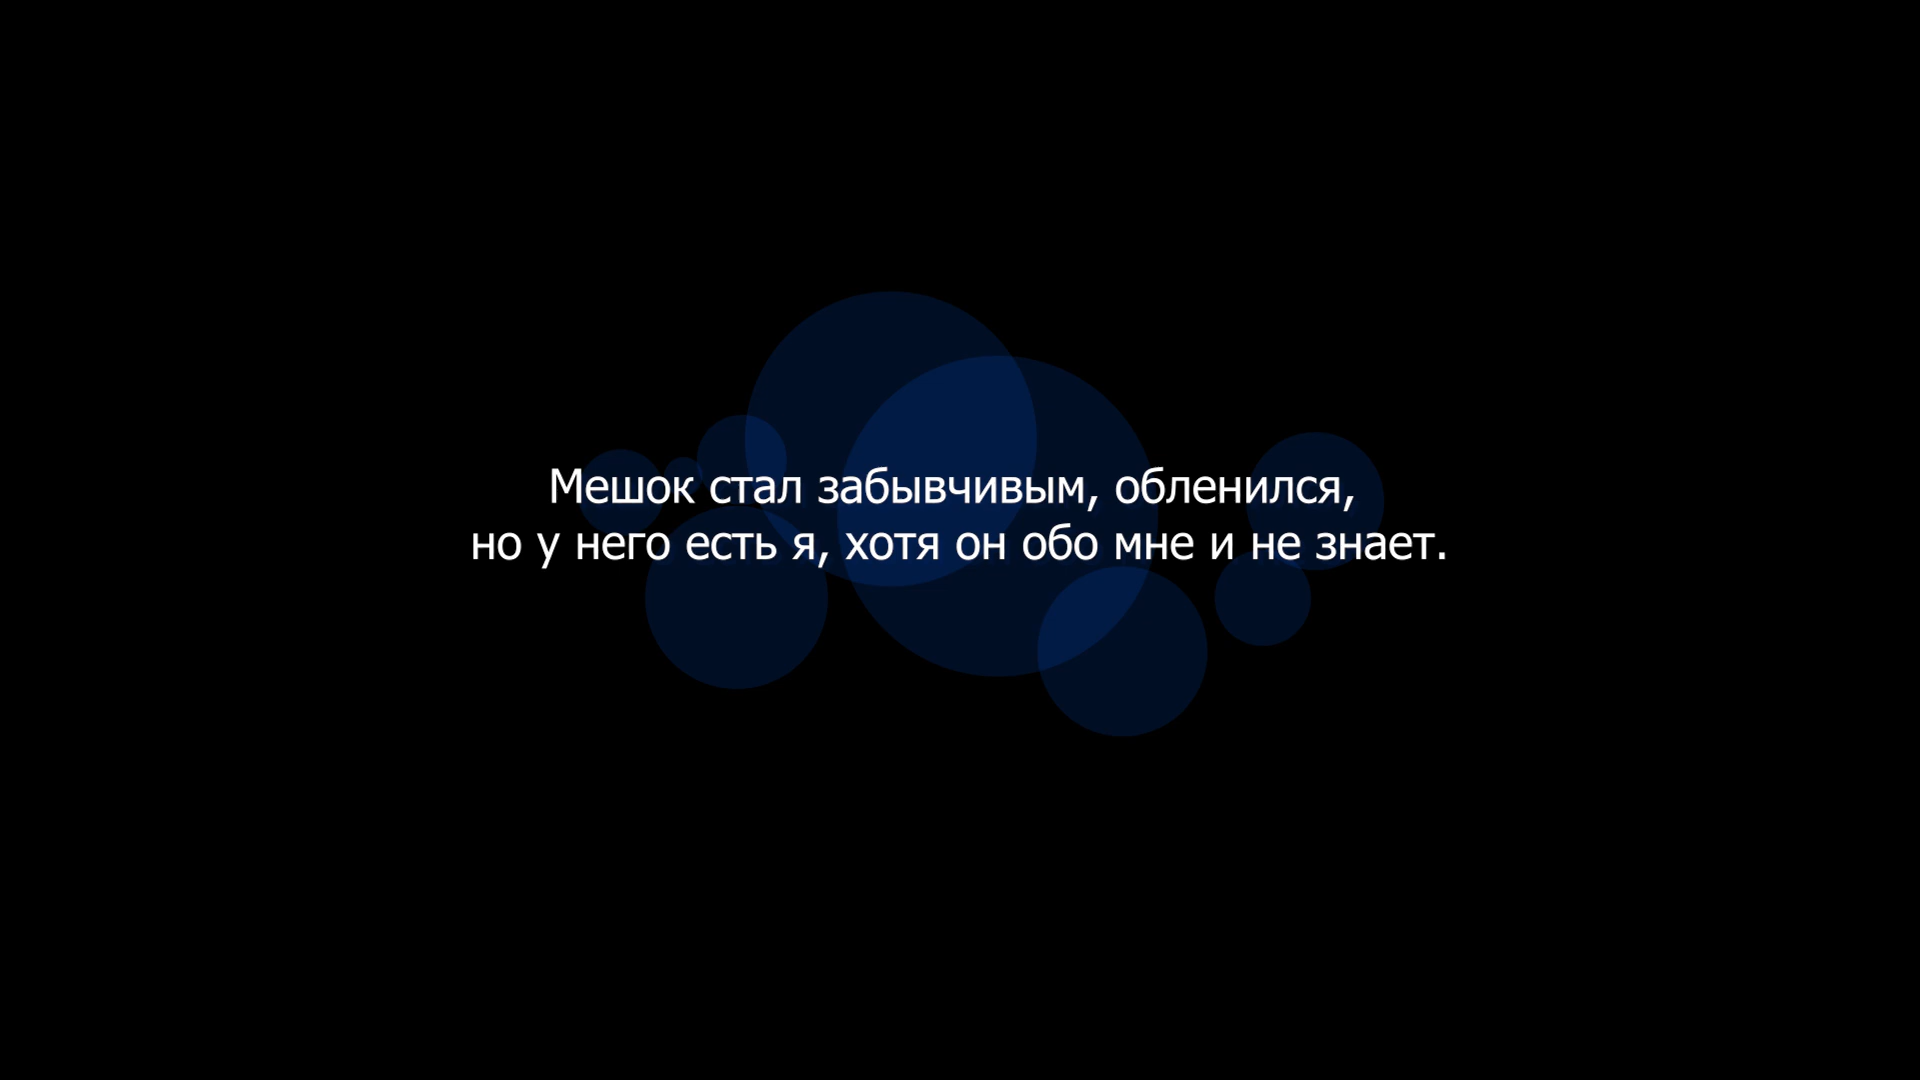 Мешок стал забывчивым, обленился,
но у него есть я, хотя он обо мне и не знает.